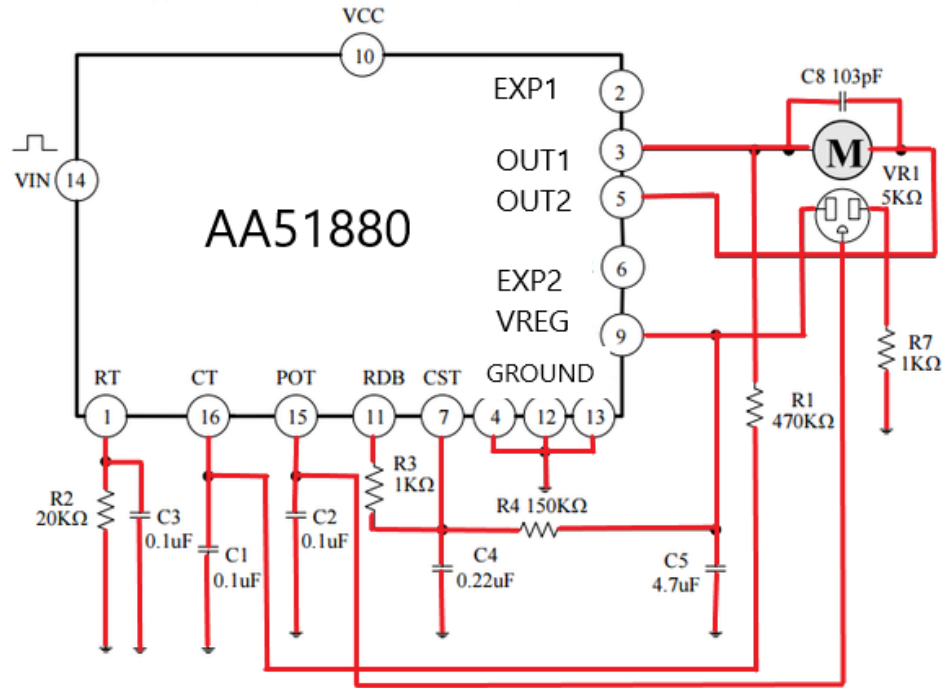 VCC
10
C8 103pF
EXP1
2
OUT1
3
M
VIN
14
VR1
5KΩ
OUT2
5
AA51880
EXP2
6
VREG
9
R7
1KΩ
GROUND
RT
CT
POT
RDB
CST
1
16
15
11
7
4
12
13
R1
470KΩ
R3
1KΩ
R4 150KΩ
R2
20KΩ
C3
0.1uF
C1
0.1uF
C2
0.1uF
C4
0.22uF
C5
4.7uF